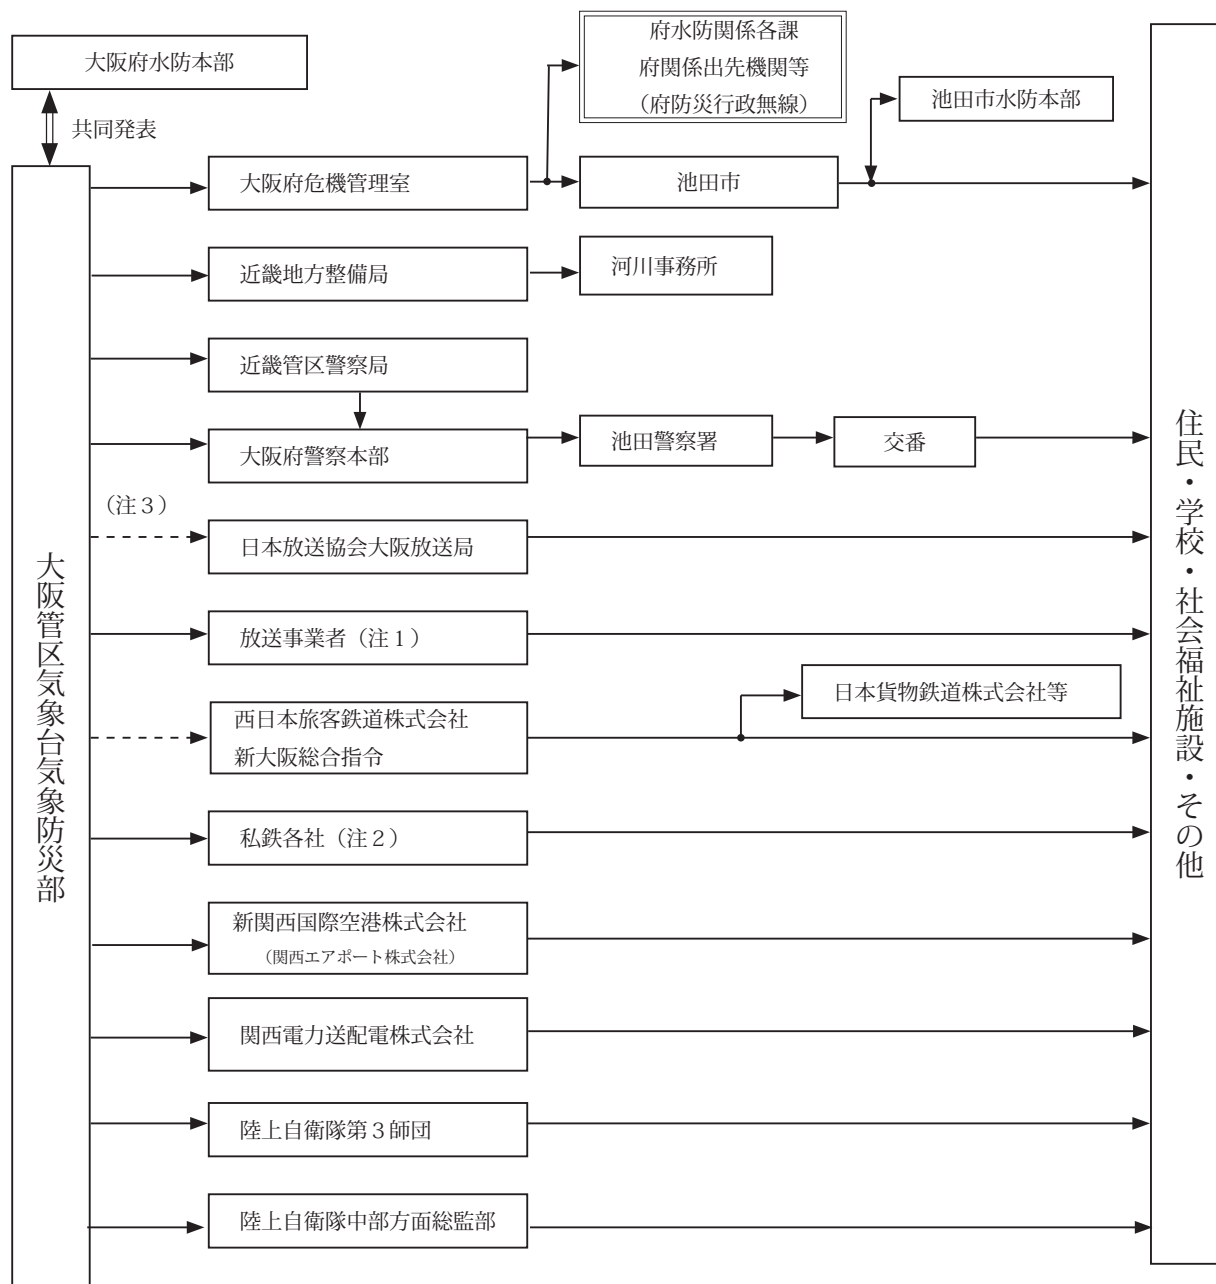 大阪府水防本部
共同発表
府水防関係各課
府関係出先機関等
（府防災行政無線）
池田市水防本部
大阪府危機管理室
池田市
近畿地方整備局
河川事務所
近畿管区警察局
大阪府警察本部
池田警察署
交番
（注３）
日本放送協会大阪放送局
放送事業者（注１）
西日本旅客鉄道株式会社
新大阪総合指令
日本貨物鉄道株式会社等
私鉄各社（注２）
新関西国際空港株式会社
（関西エアポート株式会社）
関西電力送配電株式会社
陸上自衛隊第３師団
陸上自衛隊中部方面総監部
大阪管区気象台気象防災部
住民・学校・社会福祉施設・その他